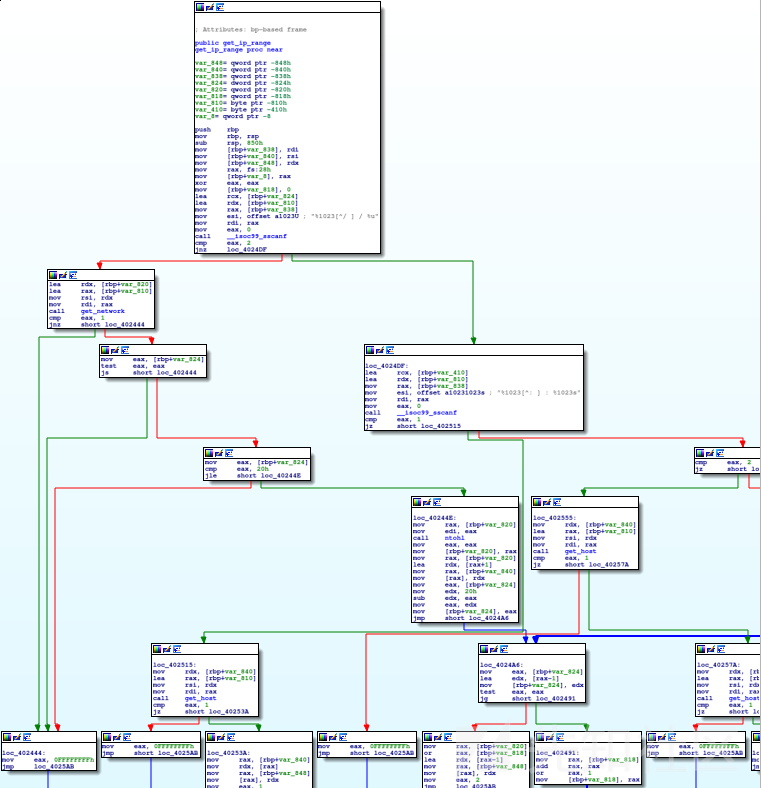 ; Attributes: bp-based frame
public get_ip_range
get_ip_range proc near
var_848= qword ptr -848h
var_840= qword ptr -840h
var_838= qword ptr -838h
var_824= dword ptr -824h
var_820= qword ptr -820h
var_818= qword ptr -818h
var_810= byte ptr -810h
var_410= byte ptr -410h
var_8= qword ptr -8
push rbp
mov rbp, rsp
sub rsp, 850h
mov [rbp+var_838], rdi
mov [rbp+var_840], rsi
mov [rbp+var_848], rdx
mov rax, fs:28h
mov [rbp+var_8], rax
xor eax, eax
mov [rbp+var_818], 0
lea rcx, [rbp+var_824]
lea rdx, [rbp+var_810]
mov rax, [rbp+var_838]
mov esi, offset a1023U ; "%1023[^/ ] / %u"
mov rdi, rax
mov eax, 0
call __isoc99_sscanf
cmp eax, 2
jnz loc_4024DF
lea rdx, [rbp+var_820]
lea rax, [rbp+var_810]
mov rsi, rdx
mov rdi, rax
call get_network
cmp eax, 1
jnz short loc_402444
mov eax, [rbp+var_824]
test eax, eax
js short loc_402444
loc_4024DF:
lea rcx, [rbp+var_410]
lea rdx, [rbp+var_810]
mov rax, [rbp+var_838]
mov esi, offset a10231023s ; "%1023[^: ] : %1023s"
mov rdi, rax
mov eax, 0
call __isoc99_sscanf
cmp eax, 1
jz short loc_402515
mov eax, [rbp+var_824]
cmp eax, 20h
jle short loc_40244E
cmp eax, 2
jz short lo
loc_40244E:
mov rax, [rbp+var_820]
mov edi, eax
call ntohl
mov eax, eax
mov [rbp+var_820], rax
mov rax, [rbp+var_820]
lea rdx, [rax+1]
mov rax, [rbp+var_840]
mov [rax], rdx
mov eax, [rbp+var_824]
mov edx, 20h
sub edx, eax
mov eax, edx
mov [rbp+var_824], eax
jmp short loc_4024A6
loc_402555:
mov rdx, [rbp+var_840]
lea rax, [rbp+var_810]
mov rsi, rdx
mov rdi, rax
call get_host
cmp eax, 1
jz short loc_40257A
loc_402515:
mov rdx, [rbp+var_840]
lea rax, [rbp+var_810]
mov rsi, rdx
mov rdi, rax
call get_host
cmp eax, 1
jz short loc_40253A
loc_4024A6:
mov eax, [rbp+var_824]
lea edx, [rax-1]
mov [rbp+var_824], edx
test eax, eax
jg short loc_402491
loc_40257A:
mov rdx, [rbp+v
lea rax, [rbp+v
mov rsi, rdx
mov rdi, rax
call get_host
cmp eax, 1
jz short lo
loc_402444:
mov eax, 0FFFFFFFFh
jmp loc_4025AB
mov eax, 0FFFFFFFFh
jmp short loc_4025AB
loc_40253A:
mov rax, [rbp+var_840]
mov rdx, [rax]
mov rax, [rbp+var_848]
mov [rax], rdx
mov eax, 1
mov eax, 0FFFFFFFFh
jmp short loc_4025AB
mov rax, [rbp+var_820]
or rax, [rbp+var_818]
lea rdx, [rax-1]
mov rax, [rbp+var_848]
mov [rax], rdx
mov eax, 2
loc_402491:
mov rax, [rbp+var_818]
add rax, rax
or rax, 1
mov [rbp+var_818], rax
mov eax, 0FFFFFFFFh
jmp short loc_4025AB